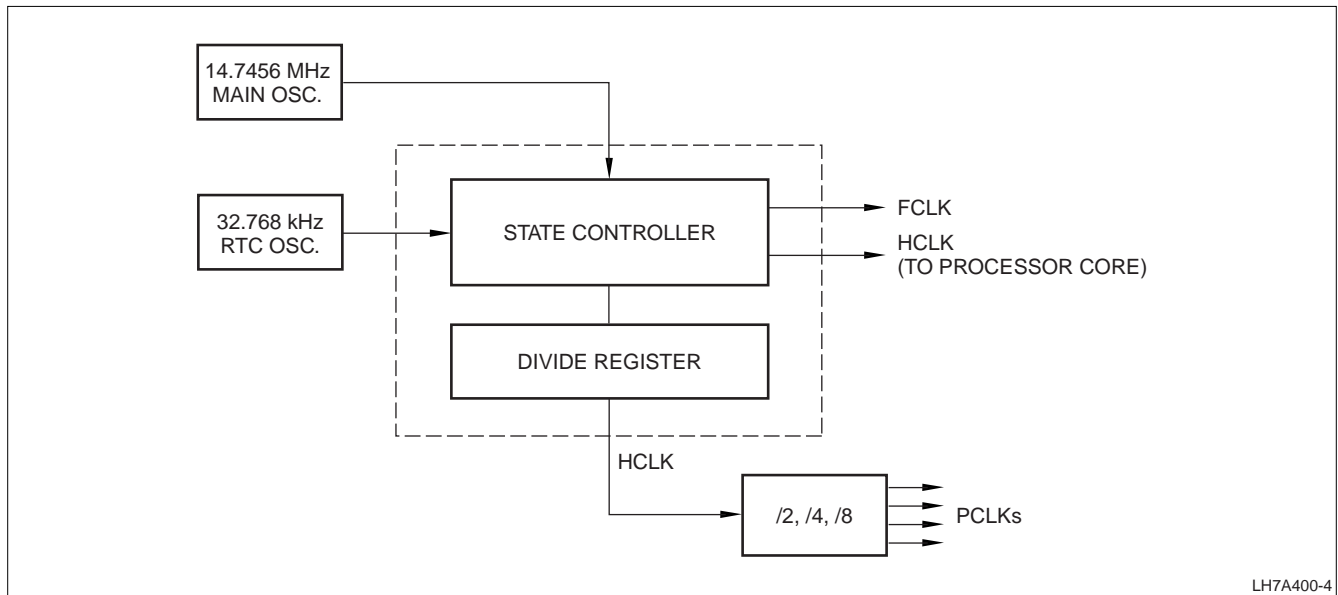 14.7456 MHz
MAIN OSC.
32.768 kHz
RTC OSC.
STATE CONTROLLER
FCLK
HCLK
(TO PROCESSOR CORE)
DIVIDE REGISTER
HCLK
/2, /4, /8
PCLKs
LH7A400-4